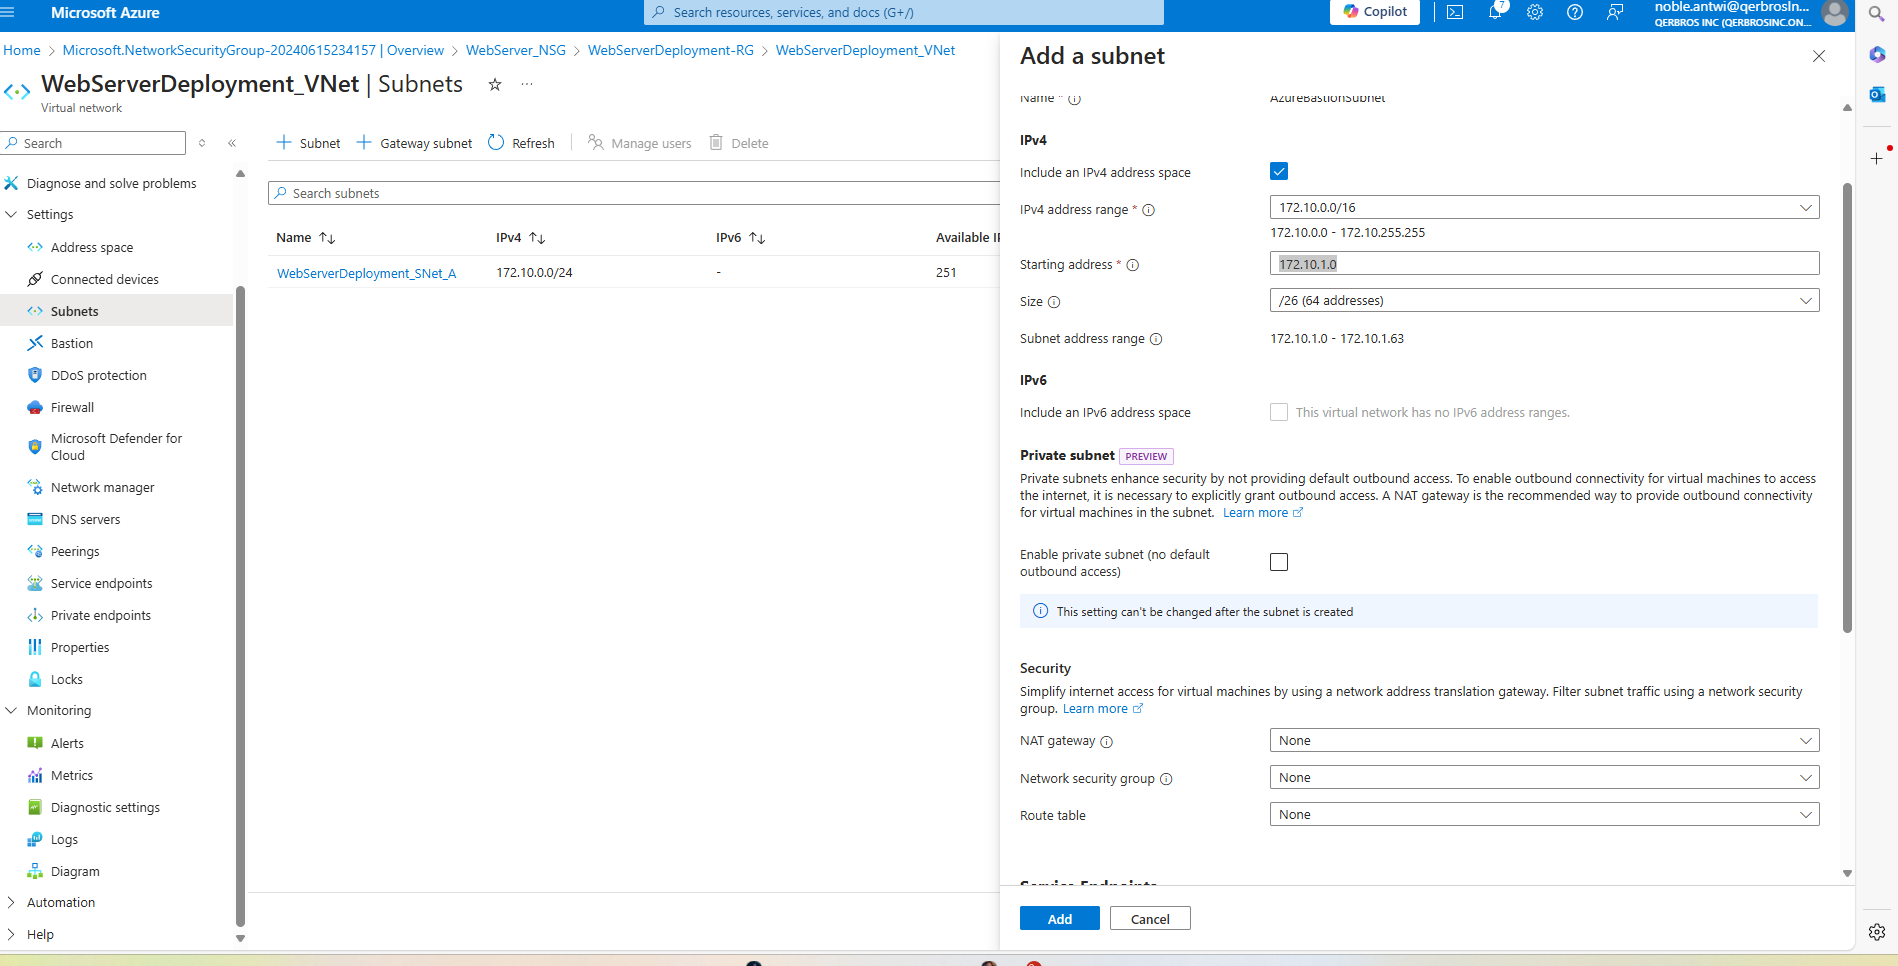 Microsoft Azure
Search resources, services, and docs (G+/)
Copilot
7
noble.antwi@qerbrosIn...
QERBROS INC (QERBROSINC.ON...
Home > Microsoft.NetworkSecurityGroup-20240615234157 | Overview > WebServer_NSG > WebServerDeployment-RG > WebServerDeployment_VNet
WebServerDeployment_VNet | Subnets
Virtual network
Search
Diagnose and solve problems
Settings
Address space
Connected devices
Subnets
Bastion
DDoS protection
Firewall
Microsoft Defender for
Cloud
Network manager
DNS servers
Peerings
Service endpoints
Private endpoints
Properties
Locks
Monitoring
Alerts
Metrics
Diagnostic settings
Logs
Diagram
Automation
Help
Subnet
Gateway subnet
Refresh
Manage users
Delete
Search subnets
Name IPv4 IPv6 Available IP
WebServerDeployment_SNet_A 172.10.0.0/24 - 251
Add a subnet
Name * AzureBastionSubnet
IPv4
Include an IPv4 address space
IPv4 address range * 172.10.0.0/16
172.10.0.0 - 172.10.255.255
Starting address * 172.10.1.0
Size /26 (64 addresses)
Subnet address range 172.10.1.0 - 172.10.1.63
IPv6
Include an IPv6 address space This virtual network has no IPv6 address ranges.
Private subnet PREVIEW
Private subnets enhance security by not providing default outbound access. To enable outbound connectivity for virtual machines to access
the internet, it is necessary to explicitly grant outbound access. A NAT gateway is the recommended way to provide outbound connectivity
for virtual machines in the subnet. Learn more
Enable private subnet (no default
outbound access)
This setting can't be changed after the subnet is created
Security
Simplify internet access for virtual machines by using a network address translation gateway. Filter subnet traffic using a network security
group. Learn more
NAT gateway None
Network security group None
Route table None
Service Endpoints
Add
Cancel